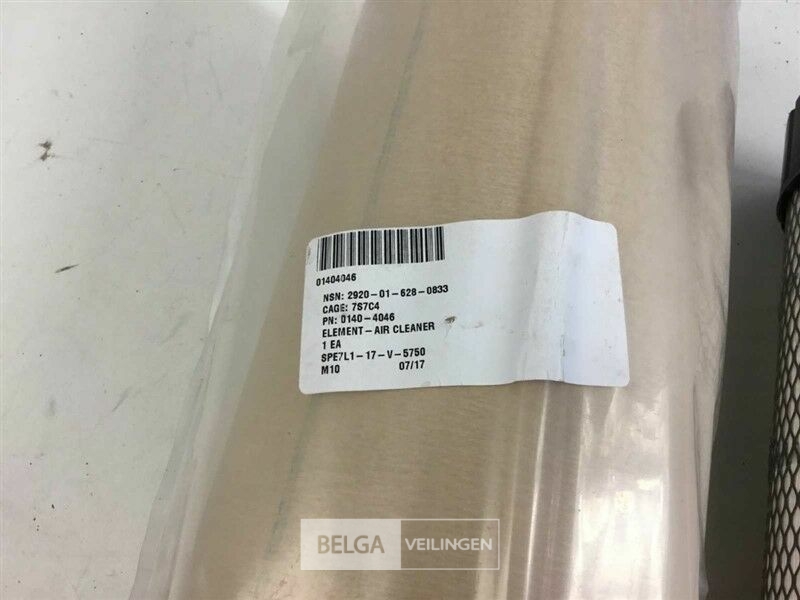 01404046
NSN: 2920-01-628-0833
CAGE: 7S7C4
PN: 0140-4046
ELEMENT-AIR CLEANER
1 EA
SPE7L1-17-V-5750
M10 07/17
BELGA VEILINGEN